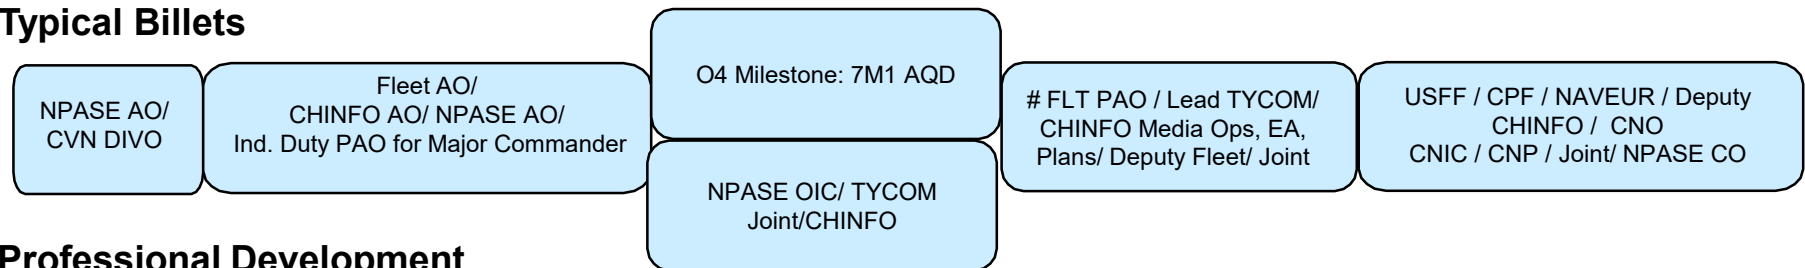 Typical Billets
NPASE AO/
CVN DIVO
Fleet AO/
CHINFO AO/ NPASE AO/
Ind. Duty PAO for Major Commander
O4 Milestone: 7M1 AQD
NPASE OIC/ TYCOM
Joint/CHINFO
# FLT PAO / Lead TYCOM/
CHINFO Media Ops, EA,
Plans/ Deputy Fleet/ Joint
USFF / CPF / NAVEUR / Deputy
CHINFO / CNO
CNIC / CNP / Joint/ NPASE CO
Professional Development